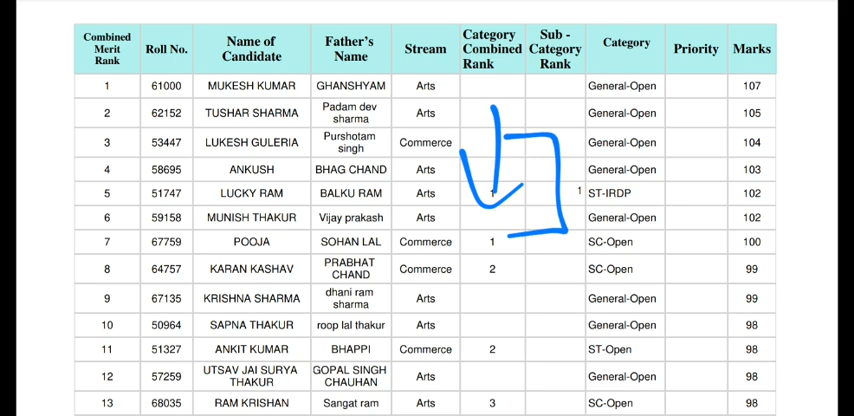 Combined Merit Rank Roll No. Name of Candidate Father's Name Stream Category Combined Rank Sub - Category Rank Category Priority Marks
1 61000 MUKESH KUMAR GHANSHYAM Arts General-Open 107
2 62152 TUSHAR SHARMA Padam dev sharma Arts General-Open 105
3 53447 LUKESH GULERIA Purshotam singh Commerce General-Open 104
4 58695 ANKUSH BHAG CHAND Arts General-Open 103
5 51747 LUCKY RAM BALKU RAM Arts 1 1 ST-IRDP 102
6 59158 MUNISH THAKUR Vijay prakash Arts General-Open 102
7 67759 POOJA SOHAN LAL Commerce 1 SC-Open 100
8 64757 KARAN KASHAV PRABHAT CHAND Commerce 2 SC-Open 99
9 67135 KRISHNA SHARMA dhani ram sharma Arts General-Open 99
10 50964 SAPNA THAKUR roop lal thakur Arts General-Open 98
11 51327 ANKIT KUMAR BHAPPI Commerce 2 ST-Open 98
12 57259 UTSAV JAI SURYA THAKUR GOPAL SINGH CHAUHAN Arts General-Open 98
13 68035 RAM KRISHAN Sangat ram Arts 3 SC-Open 98